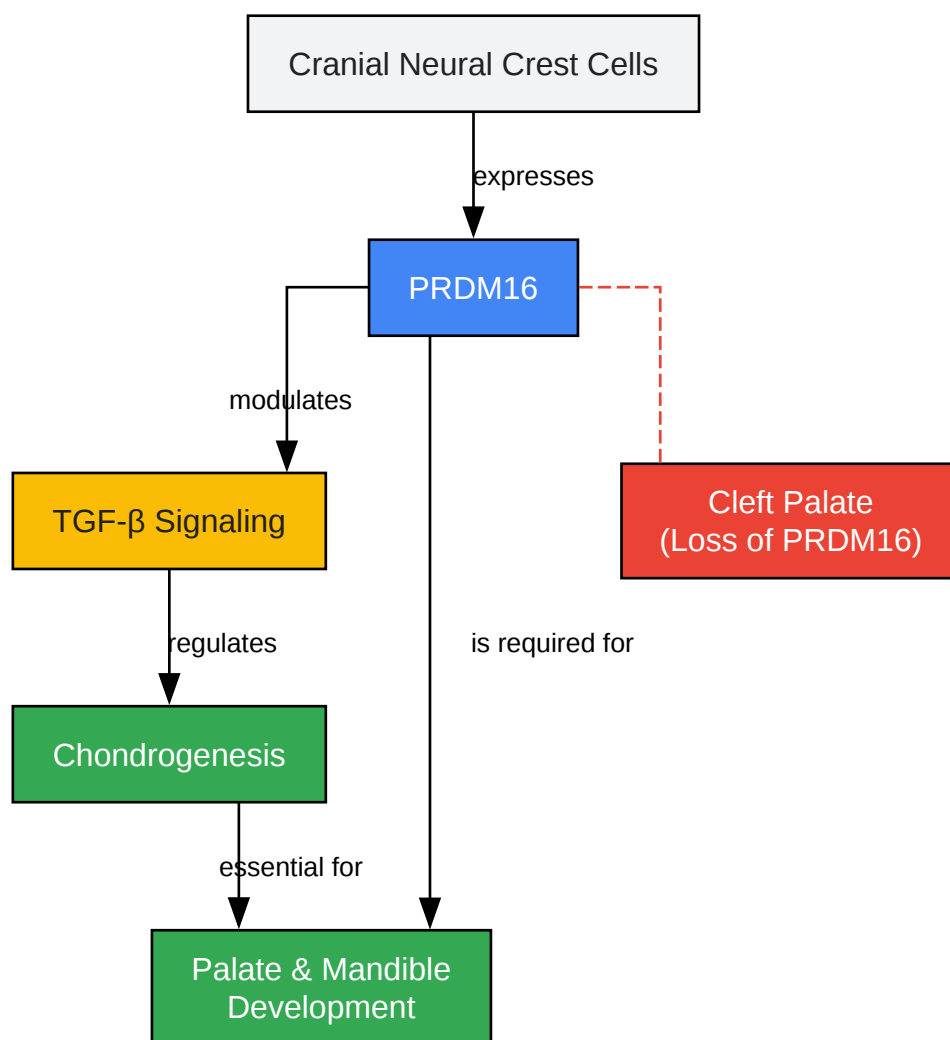 Cranial Neural Crest Cells
expresses
PRDM16
modulates
TGF-β Signaling
Cleft Palate
(Loss of PRDM16)
regulates
is required for
Chondrogenesis
essential for
Palate & Mandible
Development